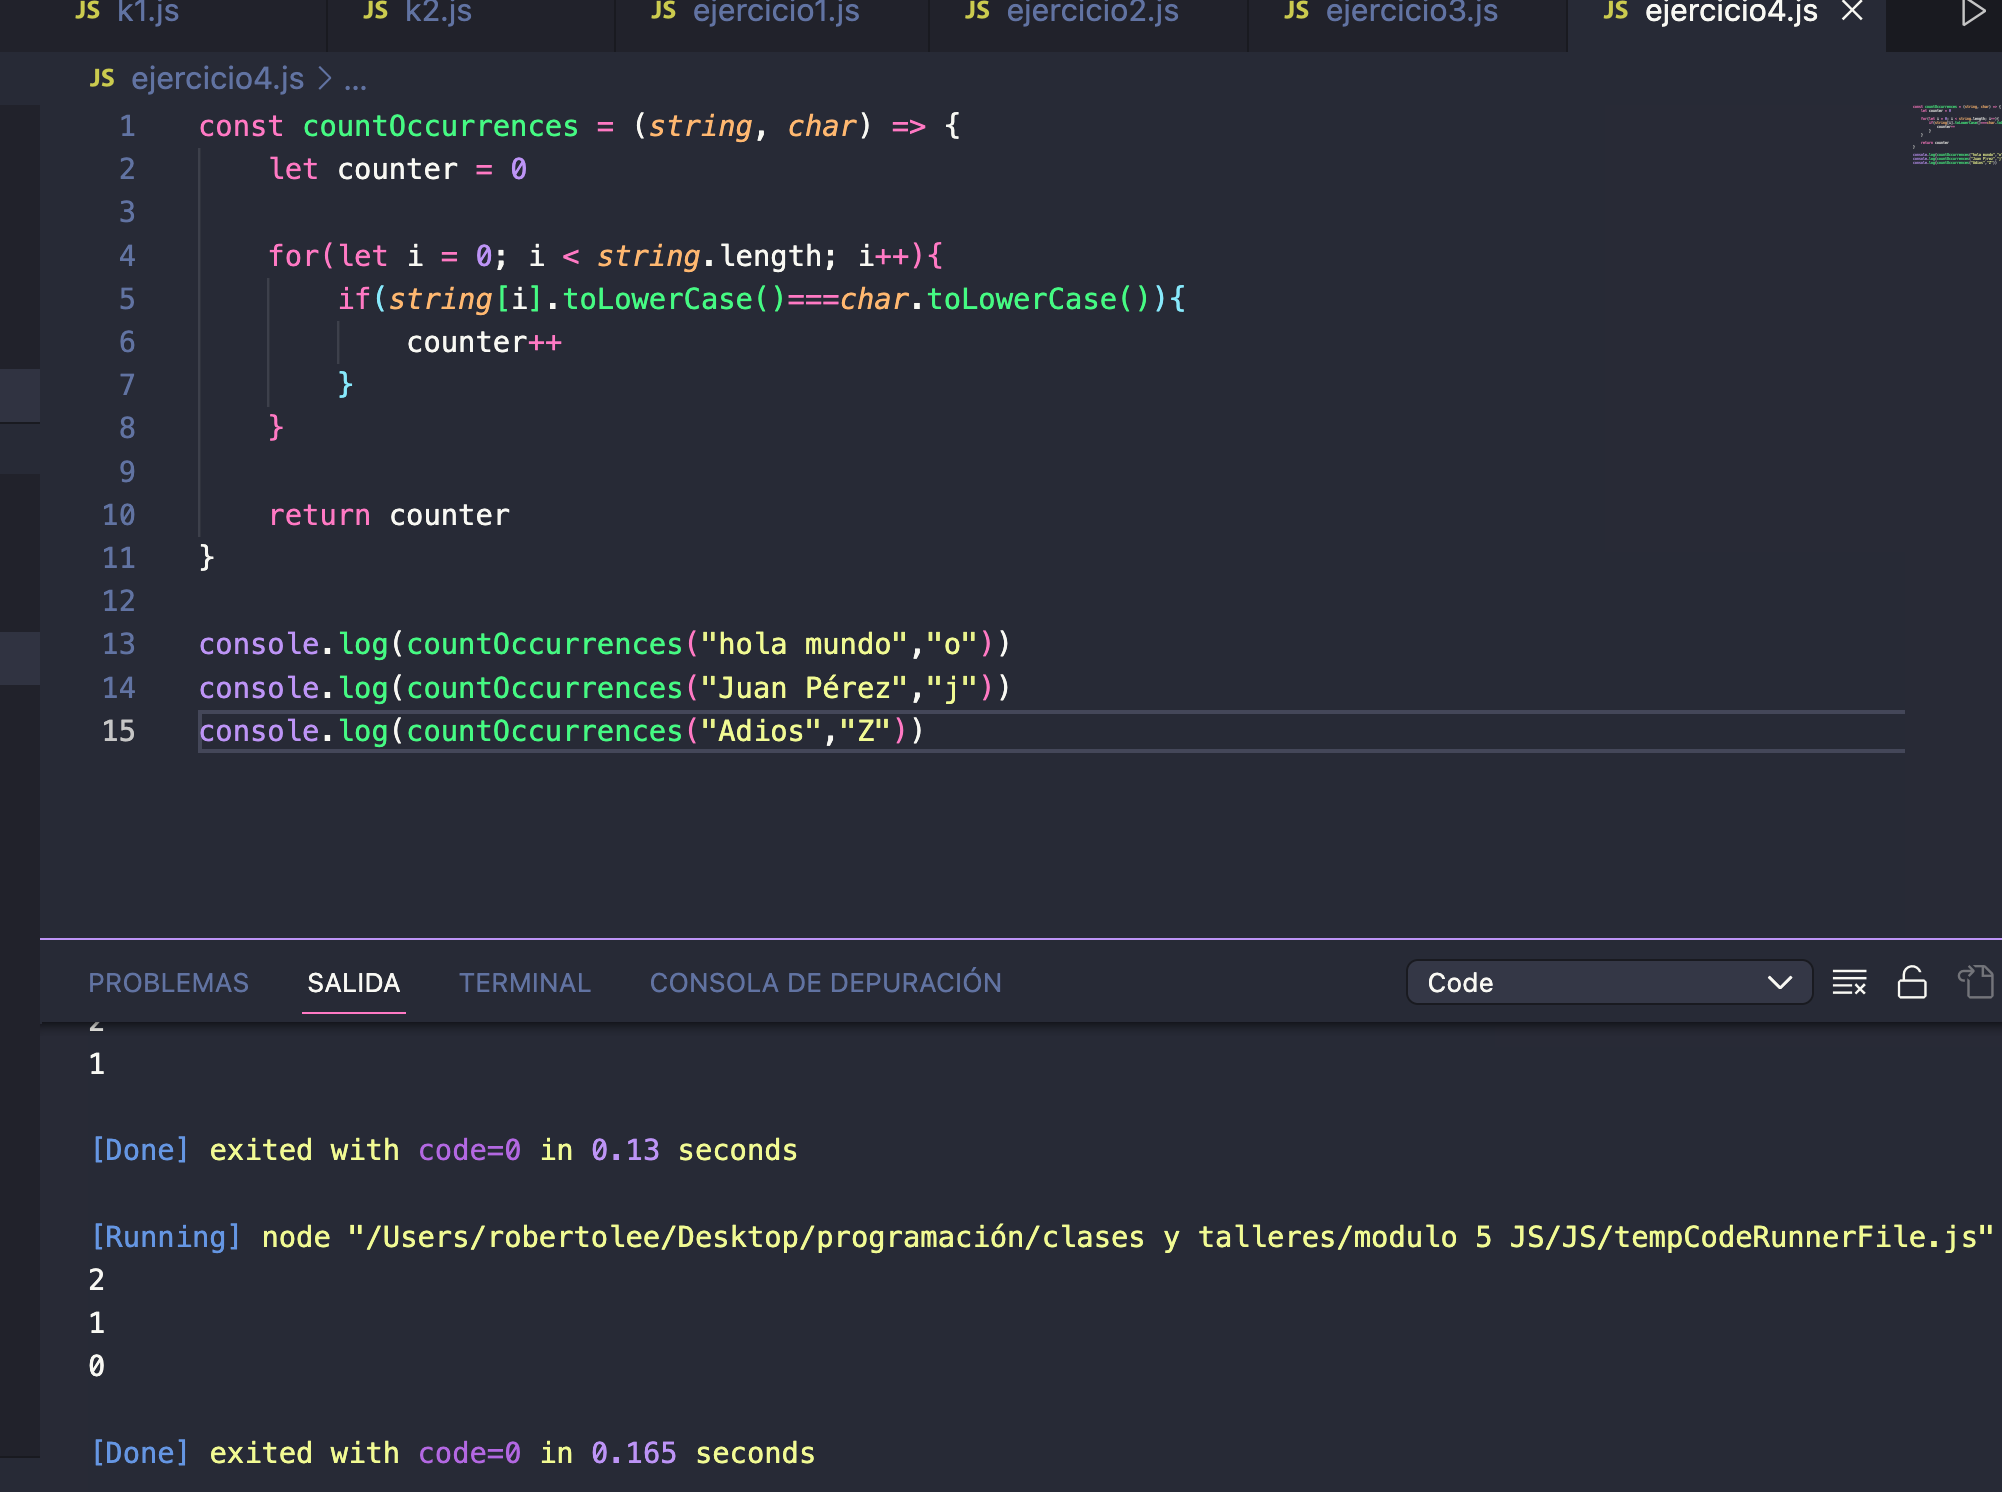 JS k1.js JS k2.js JS ejercicio1.js JS ejercicio2.js JS ejercicio3.js JS ejercicio4.js
JS ejercicio4.js > ...
1 const countOccurrences = (string, char) => {
2 let counter = 0
3
4 for(let i = 0; i < string.length; i++){
5 if(string[i].toLowerCase()===char.toLowerCase()){
6 counter++
7 }
8 }
9
10 return counter
11 }
12
13 console.log(countOccurrences("hola mundo","o"))
14 console.log(countOccurrences("Juan Pérez","j"))
15 console.log(countOccurrences("Adios","Z"))
PROBLEMAS SALIDA TERMINAL CONSOLA DE DEPURACIÓN Code
2
1
[Done] exited with code=0 in 0.13 seconds
[Running] node "/Users/robertolee/Desktop/programación/clases y talleres/modulo 5 JS/JS/tempCodeRunnerFile.js"
2
1
0
[Done] exited with code=0 in 0.165 seconds